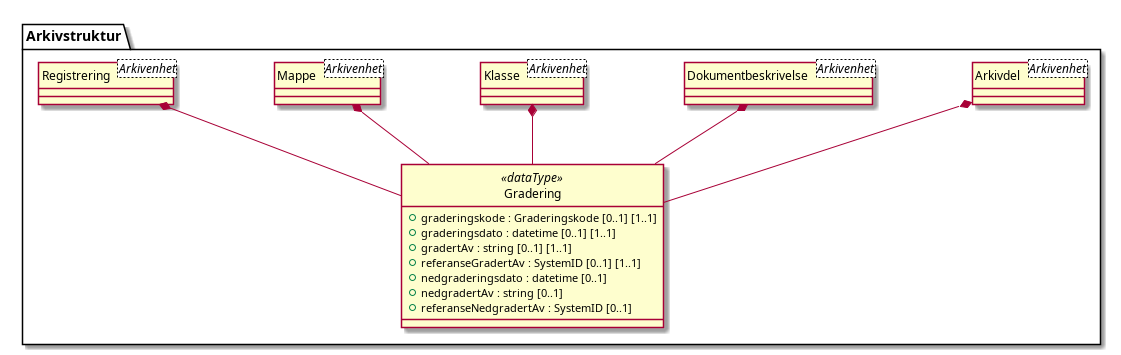 Arkivstruktur
Registrering Arkivenhet
Mappe Arkivenhet
Klasse Arkivenhet
Dokumentbeskrivelse Arkivenhet
Arkivdel Arkivenhet
«dataType»
Gradering
graderingskode : Graderingskode [0..1] [1..1]
graderingsdato : datetime [0..1] [1..1]
gradertAv : string [0..1] [1..1]
referanseGradertAv : SystemID [0..1] [1..1]
nedgraderingsdato : datetime [0..1]
nedgradertAv : string [0..1]
referanseNedgradertAv : SystemID [0..1]